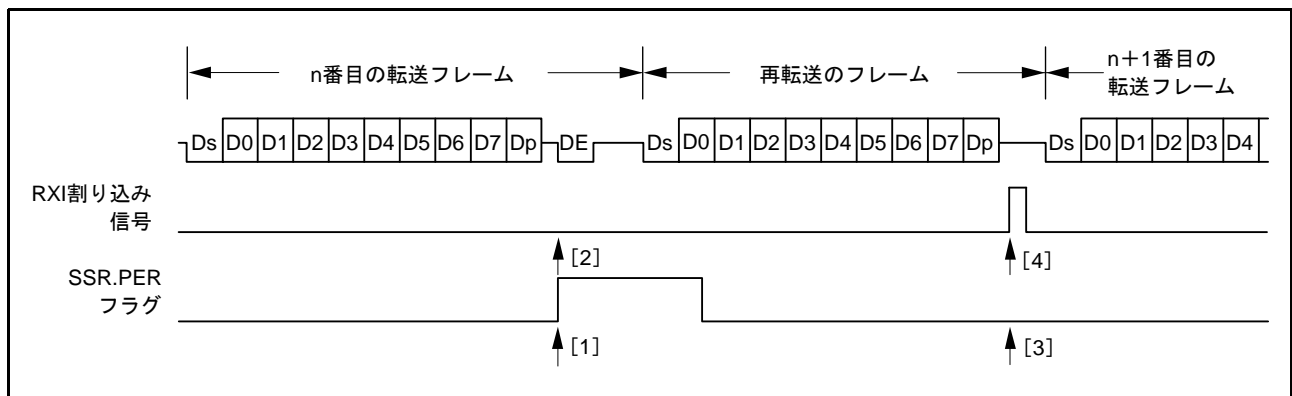 n番目の転送フレーム
再転送のフレーム
n+1番目の
転送フレーム
Ds D0 D1 D2 D3 D4 D5 D6 D7 Dp DE Ds D0 D1 D2 D3 D4 D5 D6 D7 Dp Ds D0 D1 D2 D3 D4
RXI割り込み
信号
[2]
[4]
SSR.PER
フラグ
[1]
[3]